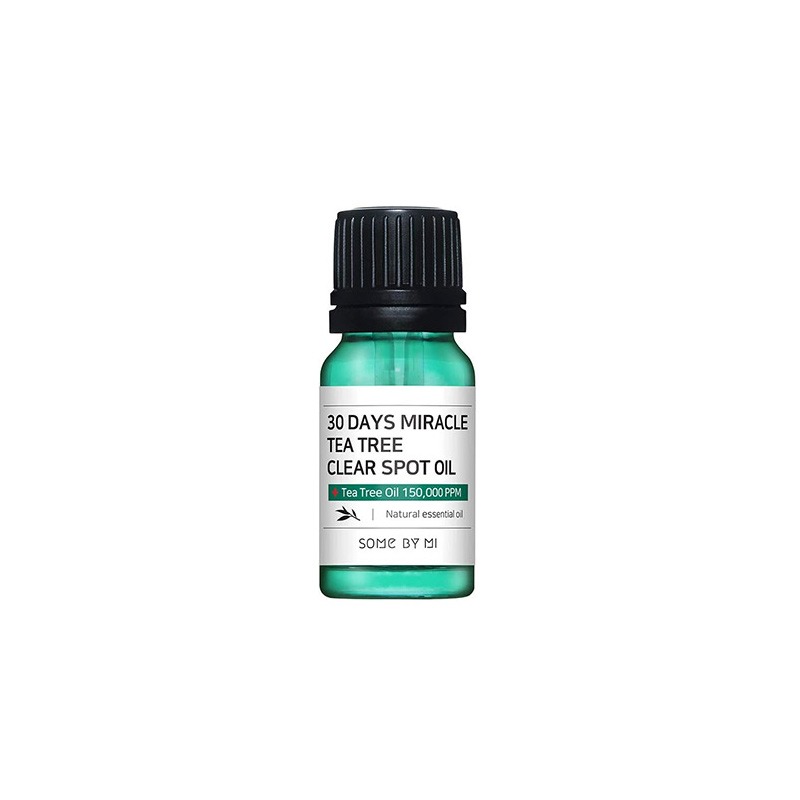 30 DAYS MIRACLE
TEA TREE
CLEAR SPOT OIL
Tea Tree Oil 150,000 PPM
Natural essential oil
SOME BY MI